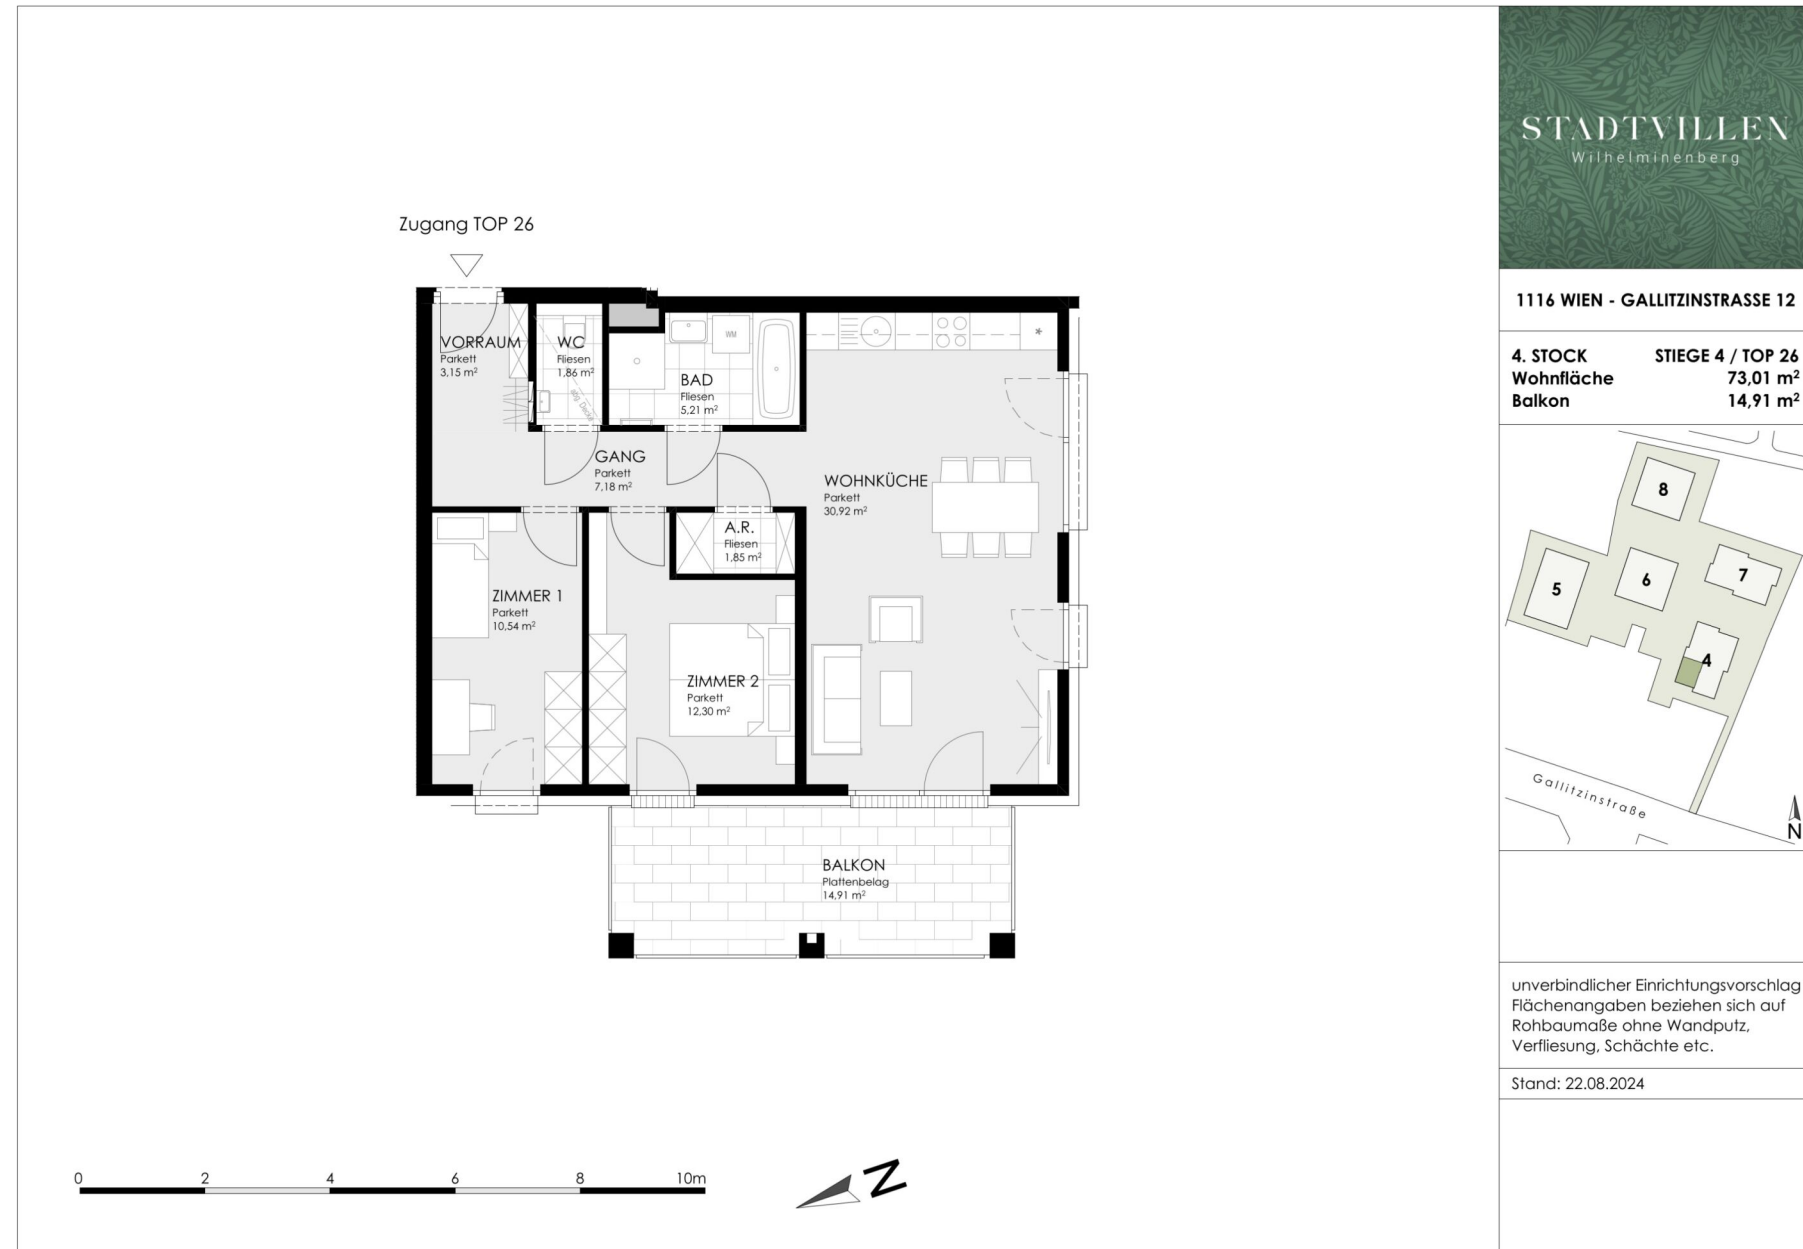 Zugang TOP 26
VORRAUM
Parkett
3,15 m²
WC
Fliesen
1,86 m²
abg Decke
WM
BAD
Fliesen
5,21 m²
*
GANG
Parkett
7,18 m²
WOHNKÜCHE
Parkett
30,92 m²
A.R.
Fliesen
1,85 m²
ZIMMER 1
Parkett
10,54 m²
ZIMMER 2
Parkett
12,30 m²
BALKON
Plattenbelag
14,91 m²
0 2 4 6 8 10m
N
STADTVILLEN
Wilhelminenberg
1116 WIEN - GALLITZINSTRASSE 12
4. STOCK STIEGE 4 / TOP 26
Wohnfläche 73,01 m²
Balkon 14,91 m²
8
5
6
7
4
Gallitzinstraße
N
unverbindlicher Einrichtungsvorschlag
Flächenangaben beziehen sich auf
Rohbaumaße ohne Wandputz,
Verfliesung, Schächte etc.
Stand: 22.08.2024